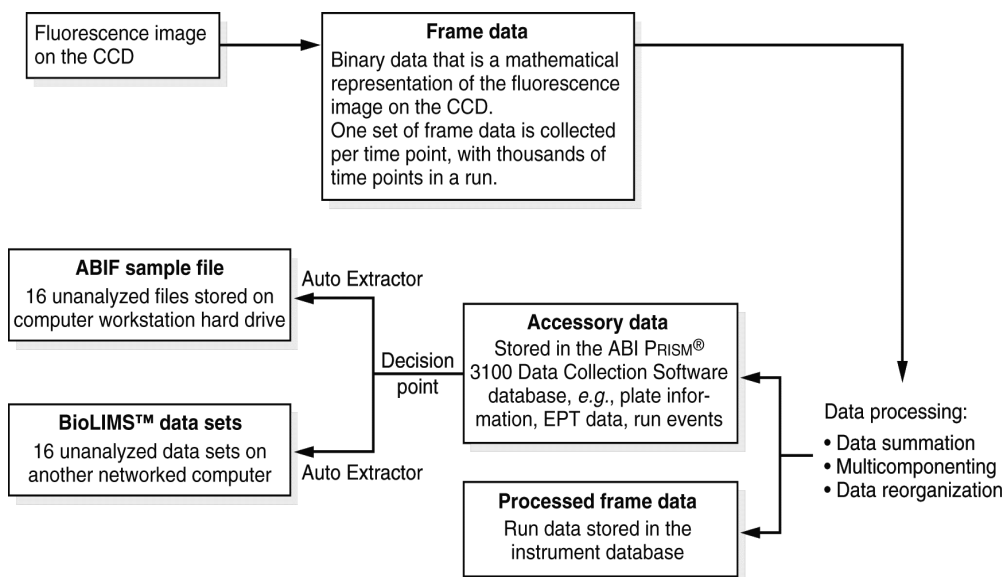 Fluorescence image
on the CCD
Frame data
Binary data that is a mathematical
representation of the fluorescence
image on the CCD.
One set of frame data is collected
per time point, with thousands of
time points in a run.
ABIF sample file
16 unanalyzed files stored on
computer workstation hard drive
Auto Extractor
Decision
point
BioLIMS™ data sets
16 unanalyzed data sets on
another networked computer
Auto Extractor
Accessory data
Stored in the ABI PRISM®
3100 Data Collection Software
database, e.g., plate infor-
mation, EPT data, run events
Processed frame data
Run data stored in the
instrument database
Data processing:
• Data summation
• Multicomponenting
• Data reorganization